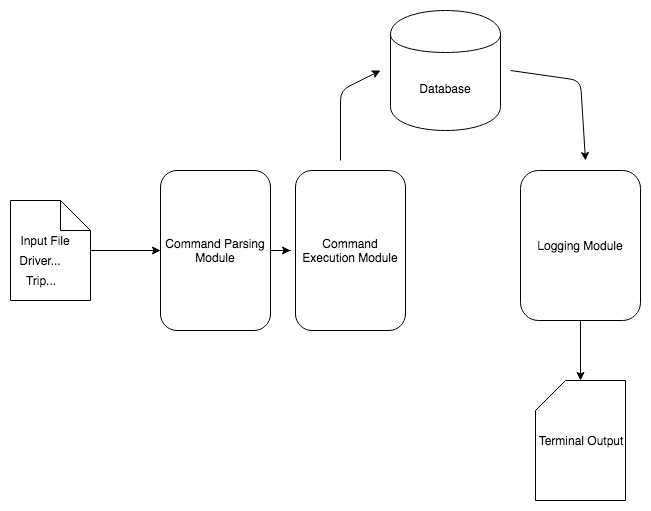 Database
Input File
Driver...
Trip...
Command Parsing
Module
Command
Execution Module
Logging Module
Terminal Output